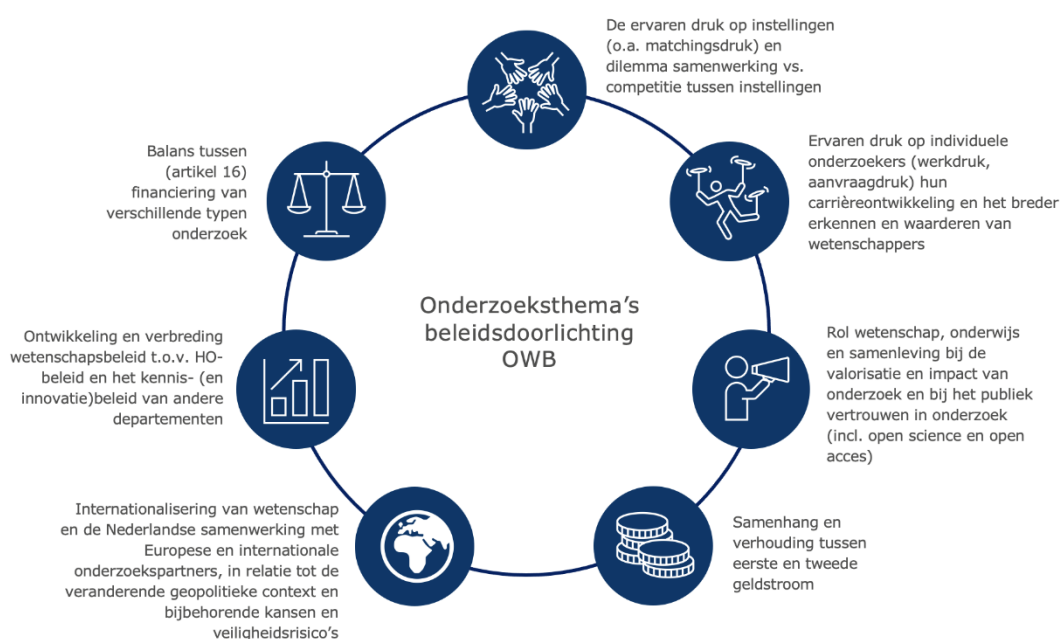 De ervaren druk op instellingen
(o.a. matchingsdruk) en
dilemma samenwerking vs.
competitie tussen instellingen
Ervaren druk op individuele
onderzoekers (werkdruk,
aanvraagdruk) hun
carrièreontwikkeling en het breder
erkennen en waarderen van
wetenschappers
Rol wetenschap, onderwijs
en samenleving bij de
valorisatie en impact van
onderzoek en bij het publiek
vertrouwen in onderzoek
(incl. open science en open
acces)
Samenhang en
verhouding tussen
eerste en tweede
geldstroom
Internationalisering van wetenschap
en de Nederlandse samenwerking met
Europese en internationale
onderzoekspartners, in relatie tot de
veranderende geopolitieke context en
bijbehorende kansen en
veiligheidsrisico's
Ontwikkeling en verbreding
wetenschapsbeleid t.o.v. HO-
beleid en het kennis- (en
innovatie)beleid van andere
departementen
Balans tussen
(artikel 16)
financiering van
verschillende typen
onderzoek
Onderzoeksthema's
beleidsdoorlichting
OWB